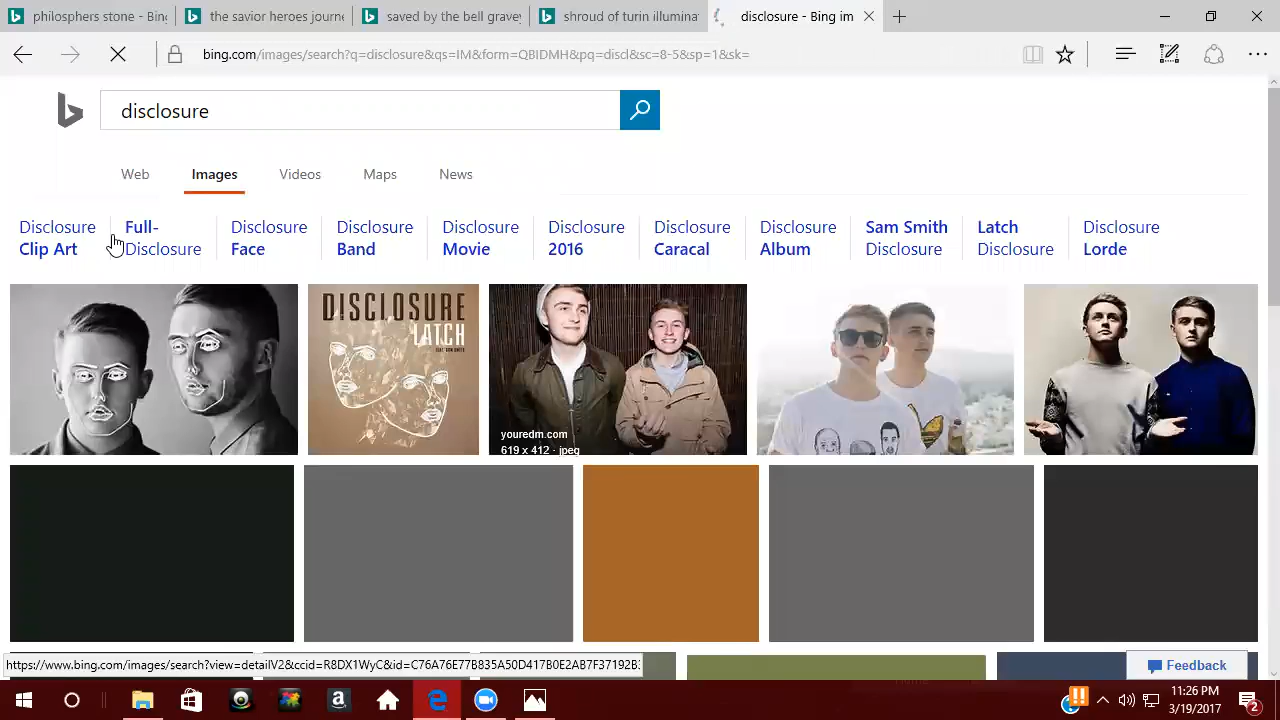 philosphers stone - Bing
the savior heroes journe
saved by the bell gravey
shroud of turin illuminat
disclosure - Bing im
bing.com/images/search?q=disclosure&qs=IM&form=QBIDMH&pq=discl&sc=8-5&sp=1&sk=
disclosure
Web
Images
Videos
Maps
News
Disclosure
Clip Art
Full-
Disclosure
Disclosure
Face
Disclosure
Band
Disclosure
Movie
Disclosure
2016
Disclosure
Caracal
Disclosure
Album
Sam Smith
Disclosure
Latch
Disclosure
Disclosure
Lorde
DISCLOSURE
LATCH
youredm.com
619 x 412 · jpeg
https://www.bing.com/images/search?view=detailV2&ccid=R8DX1WyC&id=C76A76E77B835A50D417B0E2AB7F37192B
Feedback
11:26 PM
3/19/2017
2